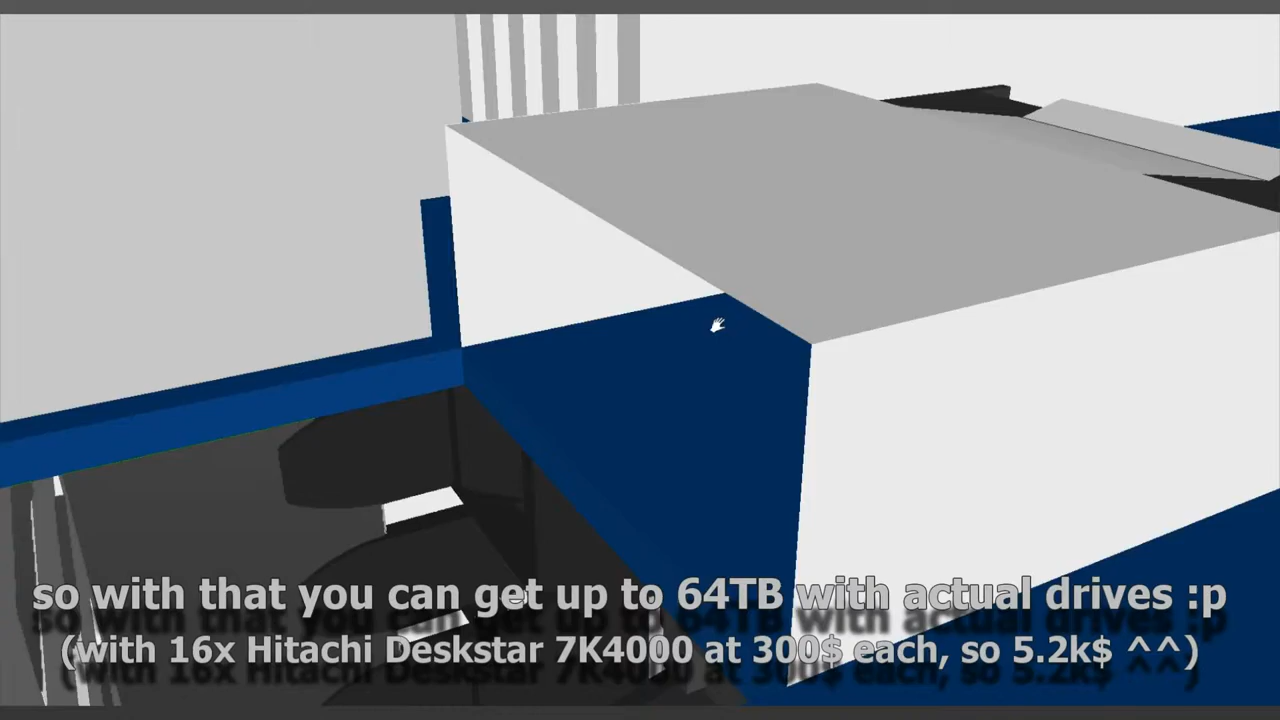 so with that you can get up to 64TB with actual drives :p
(with 16x Hitachi Deskstar 7K4000 at 300$ each, so 5.2k$ ^^)